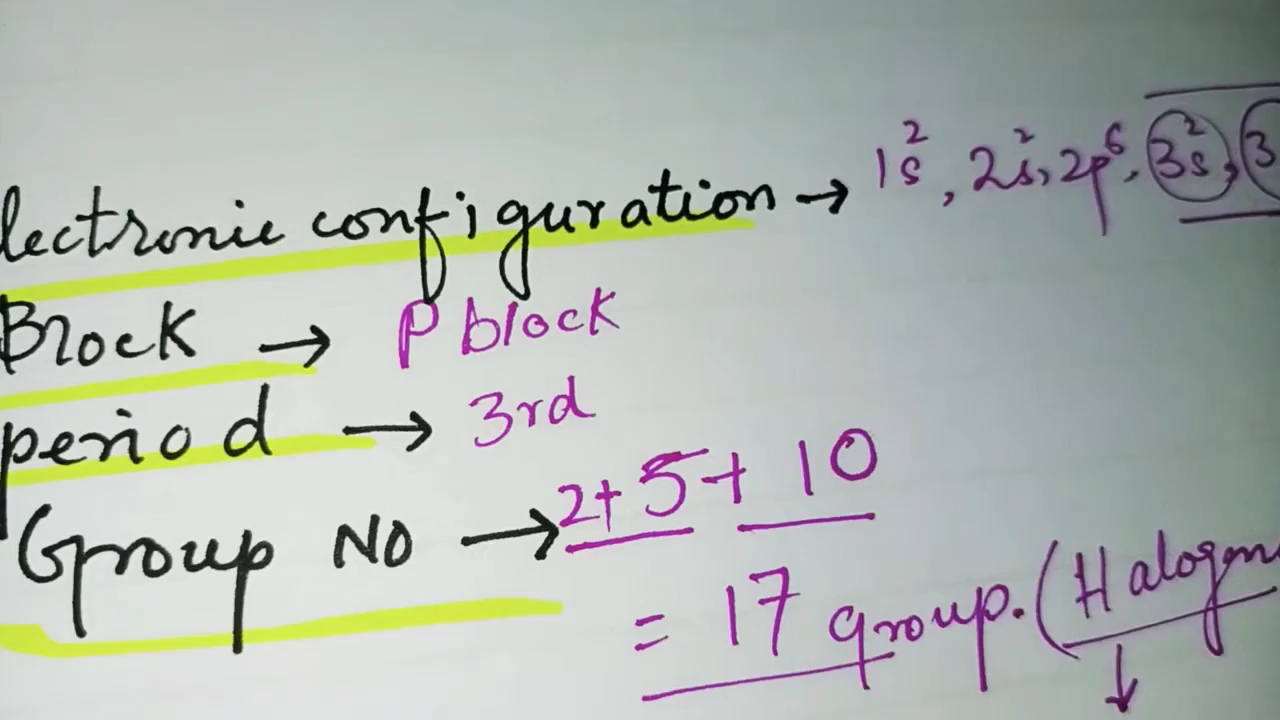 lectronic configuration → 1s², 2s², 2p⁶, 3s², 3
Block → P block
period → 3rd
Group No → 2+5+ 10
= 17 group. (Halogen